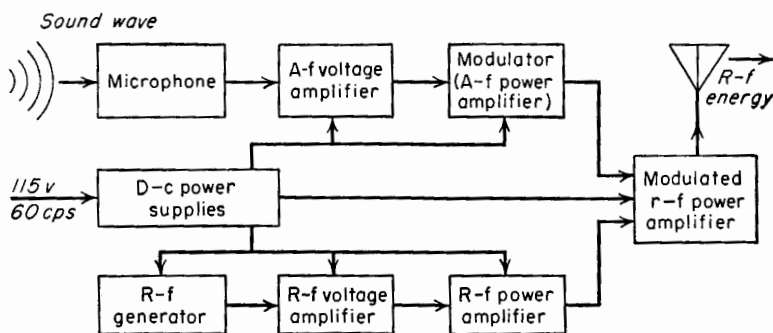 Sound wave
Microphone
A-f voltage
amplifier
Modulator
(A-f power
amplifier)
R-f
energy
115 v
60 cps
D-c power
supplies
Modulated
r-f power
amplifier
R-f
generator
R-f voltage
amplifier
R-f power
amplifier